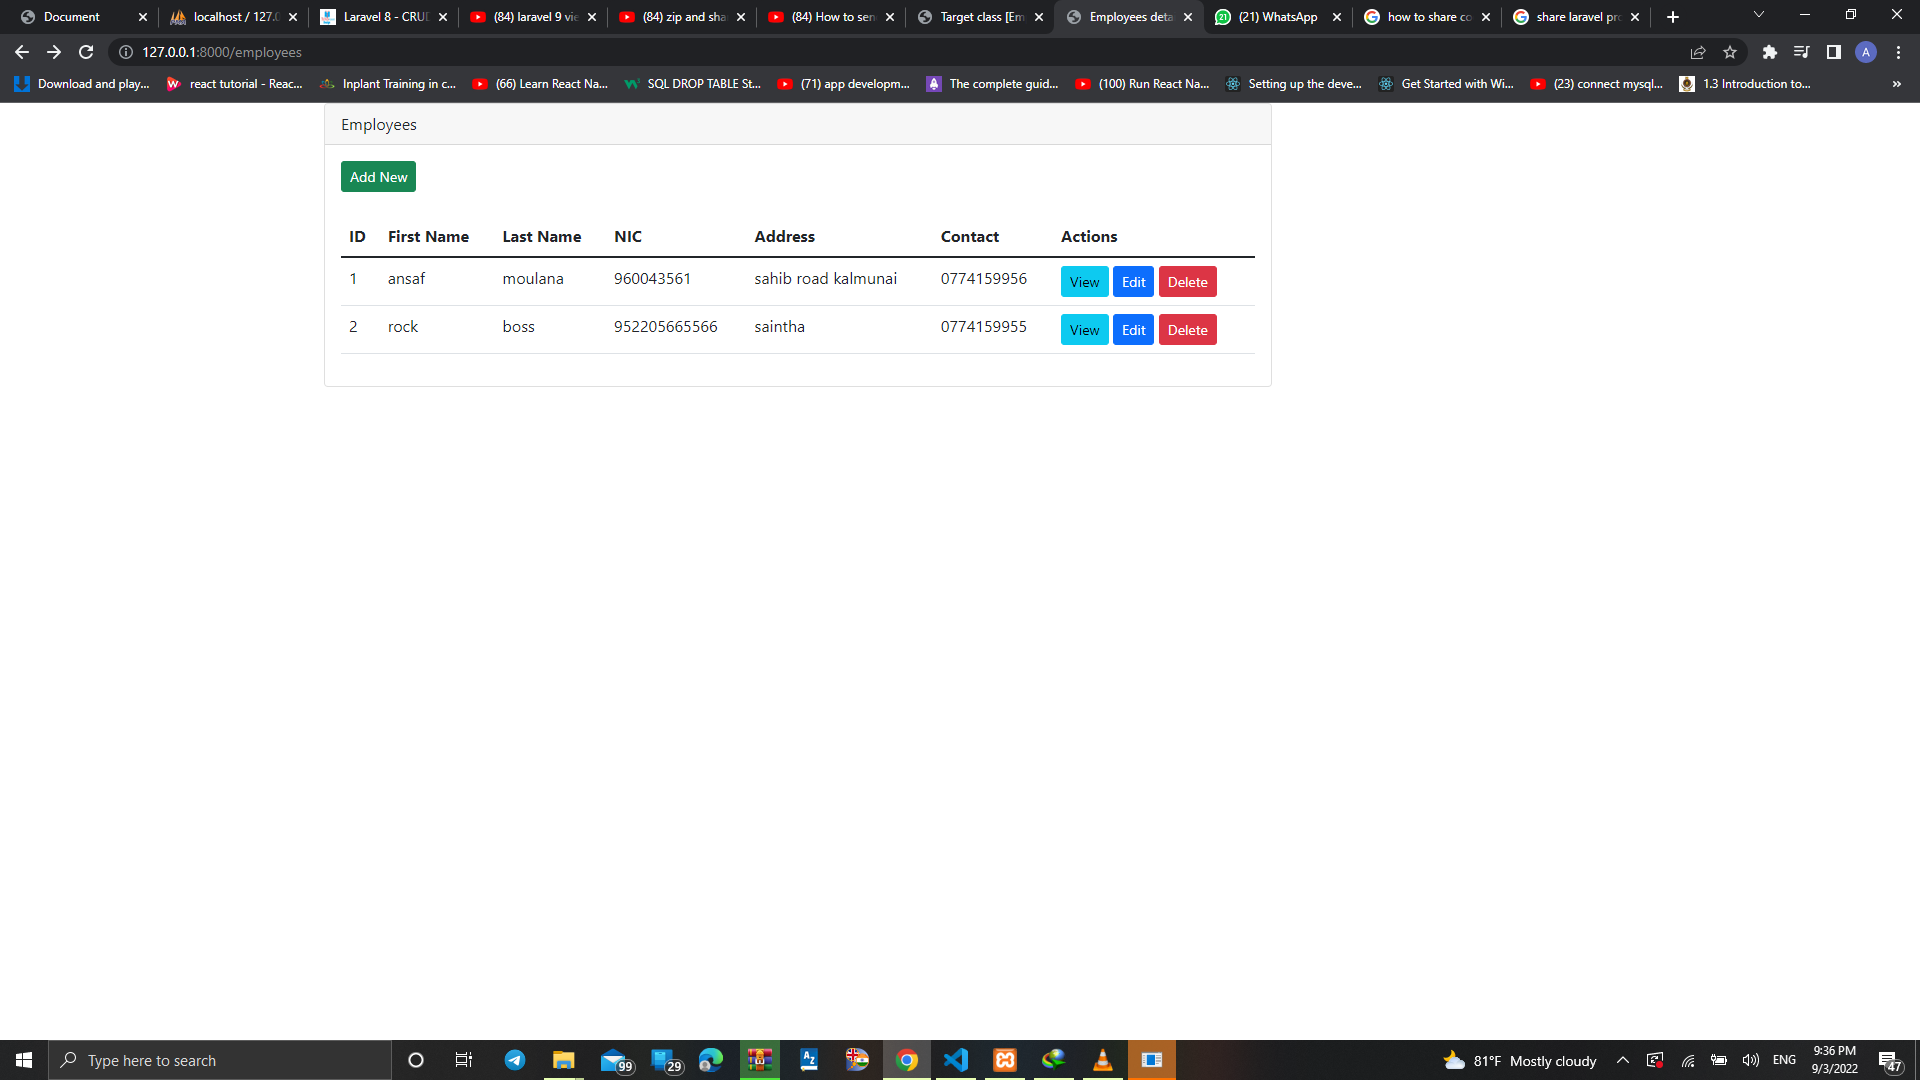 Document
localhost / 127.0
Laravel 8 - CRUD
(84) laravel 9 vie
(84) zip and sha
(84) How to sen
Target class [Em
Employees deta
(21) WhatsApp
how to share co
share laravel pro
127.0.0.1:8000/employees
A
Download and play...
react tutorial - Reac...
Inplant Training in c...
(66) Learn React Na...
SQL DROP TABLE St...
(71) app developm...
The complete guid...
(100) Run React Na...
Setting up the deve...
Get Started with Wi...
(23) connect mysql...
1.3 Introduction to...
»
Employees
Add New
ID First Name Last Name NIC Address Contact Actions
1 ansaf moulana 960043561 sahib road kalmunai 0774159956 View Edit Delete
2 rock boss 952205665566 saintha 0774159955 View Edit Delete
Type here to search
99
29
81°F Mostly cloudy
ENG
9:36 PM
9/3/2022
47